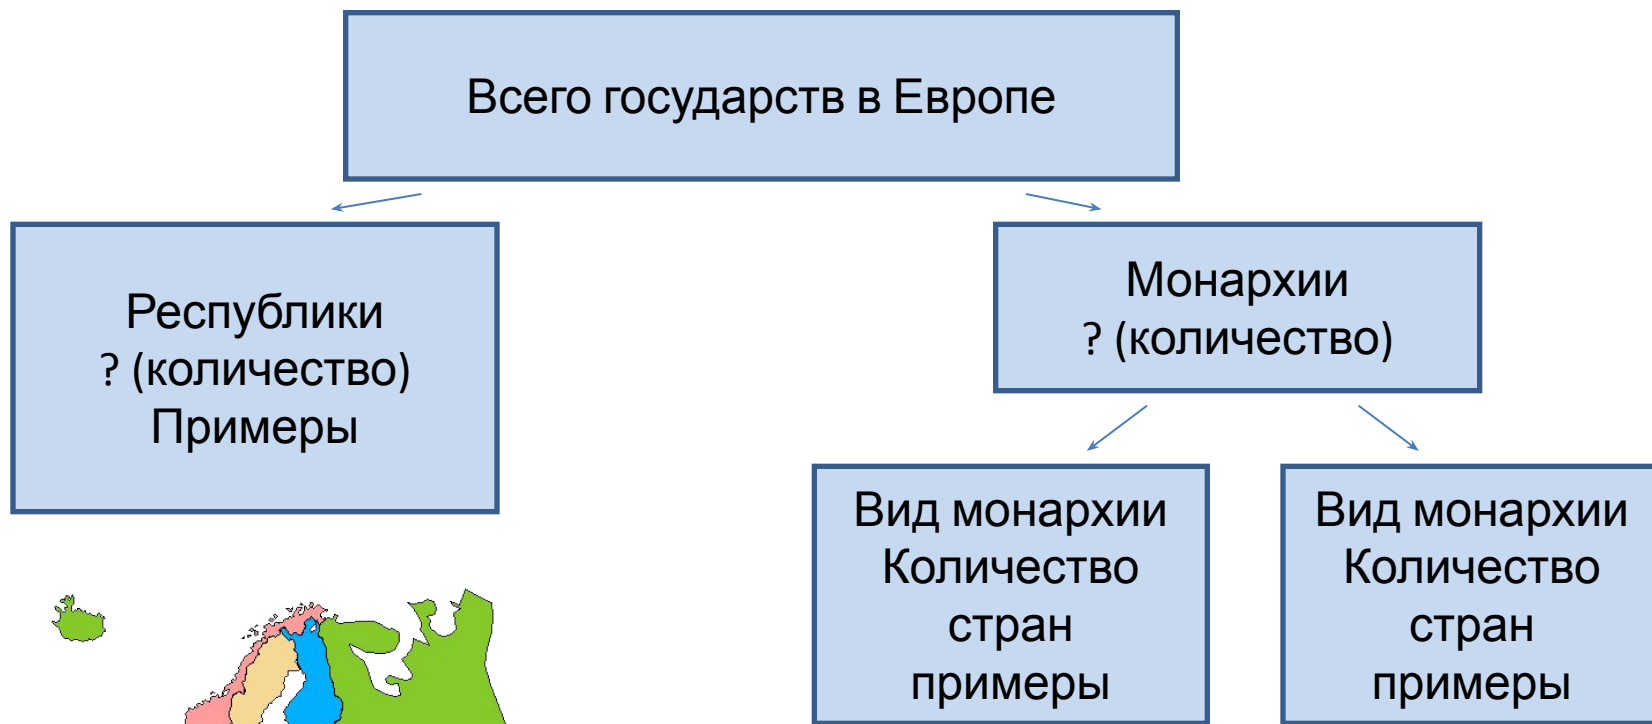 Всего государств в Европе
Республики
? (количество)
Примеры
Монархии
? (количество)
Вид монархии
Количество
стран
примеры
Вид монархии
Количество
стран
примеры